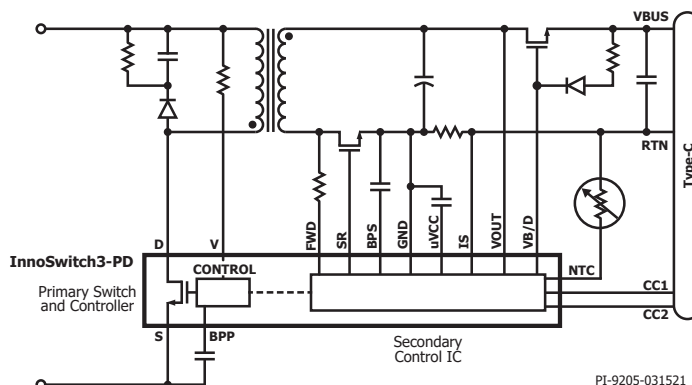 VBUS
RTN
Type-C
D
V
FWD
SR
BPS
GND
uVCC
IS
VOUT
VB/D
InnoSwitch3-PD
CONTROL
NTC
Primary Switch
and Controller
CC1
CC2
S
BPP
Secondary
Control IC
PI-9205-031521